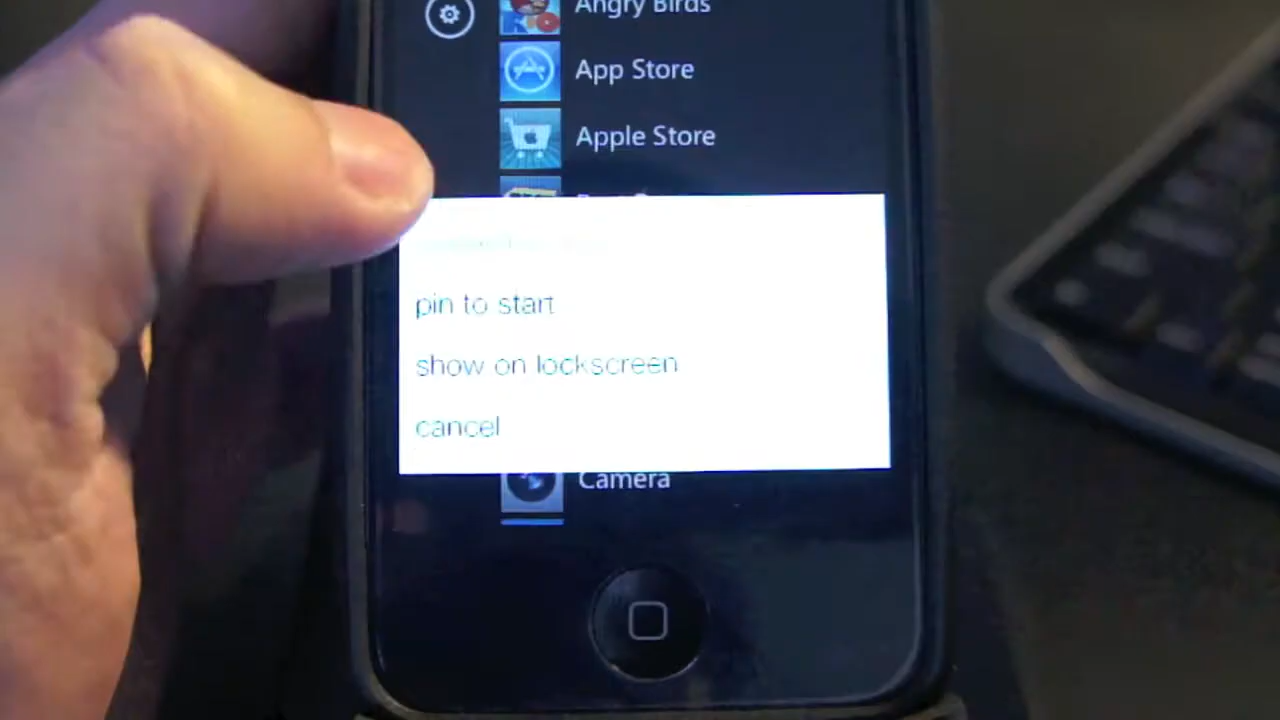 Angry Birds
App Store
Apple Store
pin to start
show on lockscreen
cancel
Camera